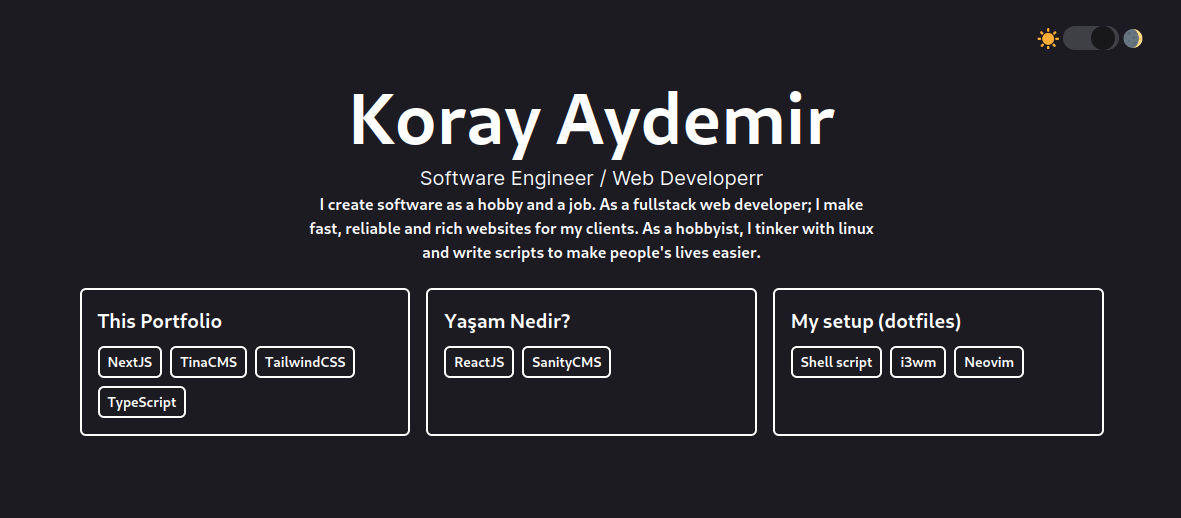 Koray Aydemir
Software Engineer / Web Developerr
I create software as a hobby and a job. As a fullstack web developer; I make
fast, reliable and rich websites for my clients. As a hobbyist, I tinker with linux
and write scripts to make people's lives easier.
This Portfolio
NextJS TinaCMS TailwindCSS
TypeScript
Yaşam Nedir?
ReactJS SanityCMS
My setup (dotfiles)
Shell script i3wm Neovim